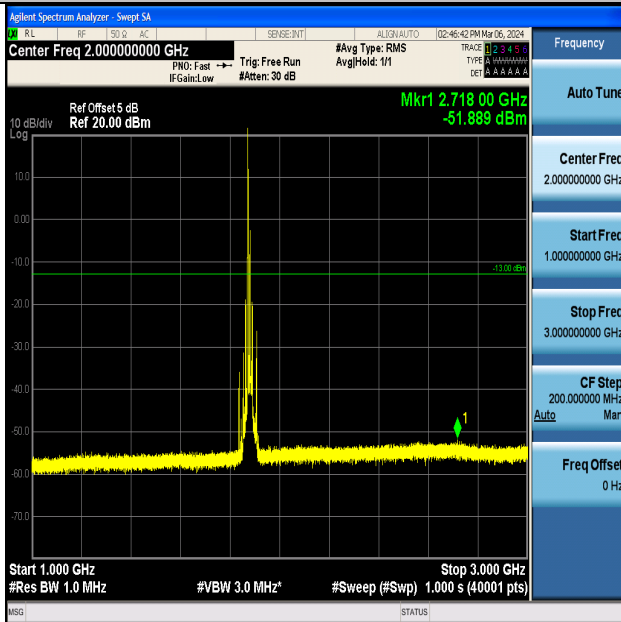 Agilent Spectrum Analyzer - Swept SA
RL RF 50 Ω AC SENSE:INT ALIGN AUTO 02:46:42 PM Mar 06, 2024
Center Freq 2.000000000 GHz
PNO: Fast
IFGain:Low
Trig: Free Run
#Atten: 30 dB
#Avg Type: RMS
Avg|Hold: 1/1
TRACE 1 2 3 4 5 6
TYPE A
DET A A A A A A
Ref Offset 5 dB
10 dB/div Ref 20.00 dBm
Log
Mkr1 2.718 00 GHz
-51.889 dBm
10.0
0.00
-10.0
-13.00 dBm
-20.0
-30.0
-40.0
1
-50.0
-60.0
-70.0
Start 1.000 GHz
Stop 3.000 GHz
#Res BW 1.0 MHz
#VBW 3.0 MHz*
#Sweep (#Swp) 1.000 s (40001 pts)
MSG
STATUS
Frequency
Auto Tune
Center Freq
2.000000000 GHz
Start Freq
1.000000000 GHz
Stop Freq
3.000000000 GHz
CF Step
200.000000 MHz
Auto Man
Freq Offset
0 Hz